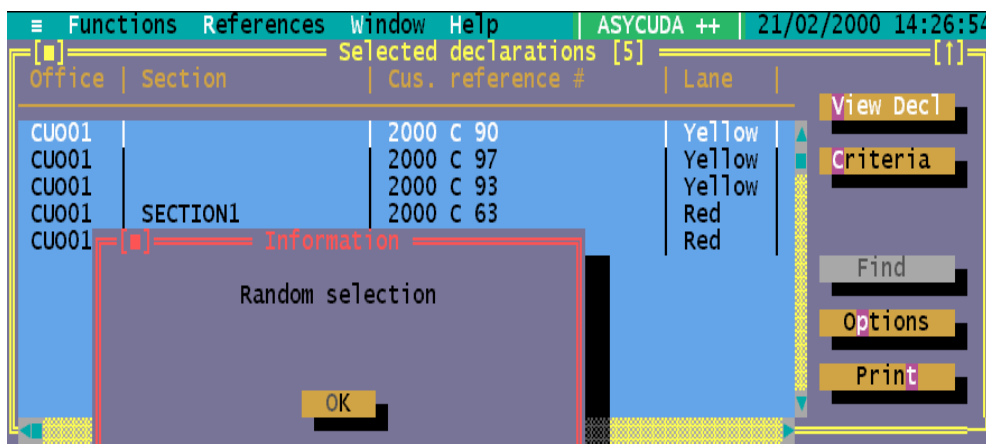 ≡ Functions References Window Help | ASYCUDA ++ | 21/02/2000 14:26:54
[■] Selected declarations [5] [↑]
Office | Section | Cus. reference # | Lane |
View Decl
CUO01 | | 2000 C 90 | Yellow |
CUO01 | | 2000 C 97 | Yellow |
Criteria
CUO01 | | 2000 C 93 | Yellow |
CUO01 | SECTION1 | 2000 C 63 | Red |
CUO01 Red |
[■] Information
Find
Random selection
Options
Print
OK